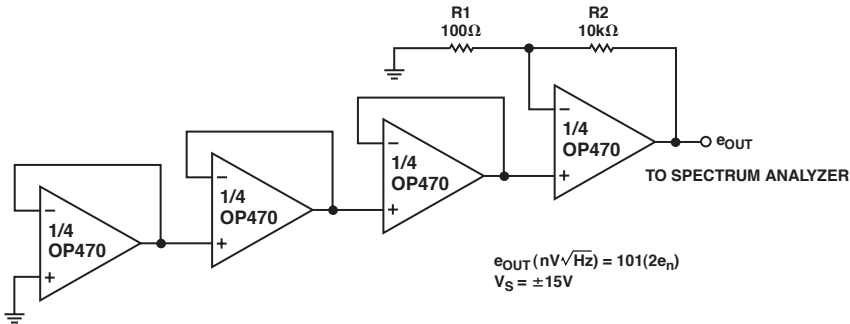 R1
100Ω
R2
10kΩ
−
+
1/4
OP470
eOUT
TO SPECTRUM ANALYZER
−
+
1/4
OP470
−
+
1/4
OP470
−
+
1/4
OP470
eOUT (nV√Hz) = 101(2en)
VS = ±15V